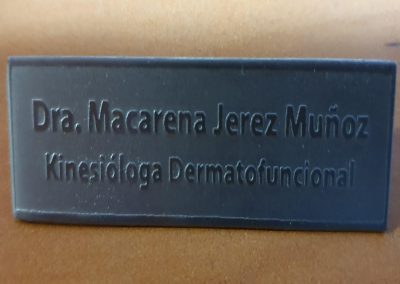 Dra. Macarena Jerez Muñoz
Kinesióloga Dermatofuncional